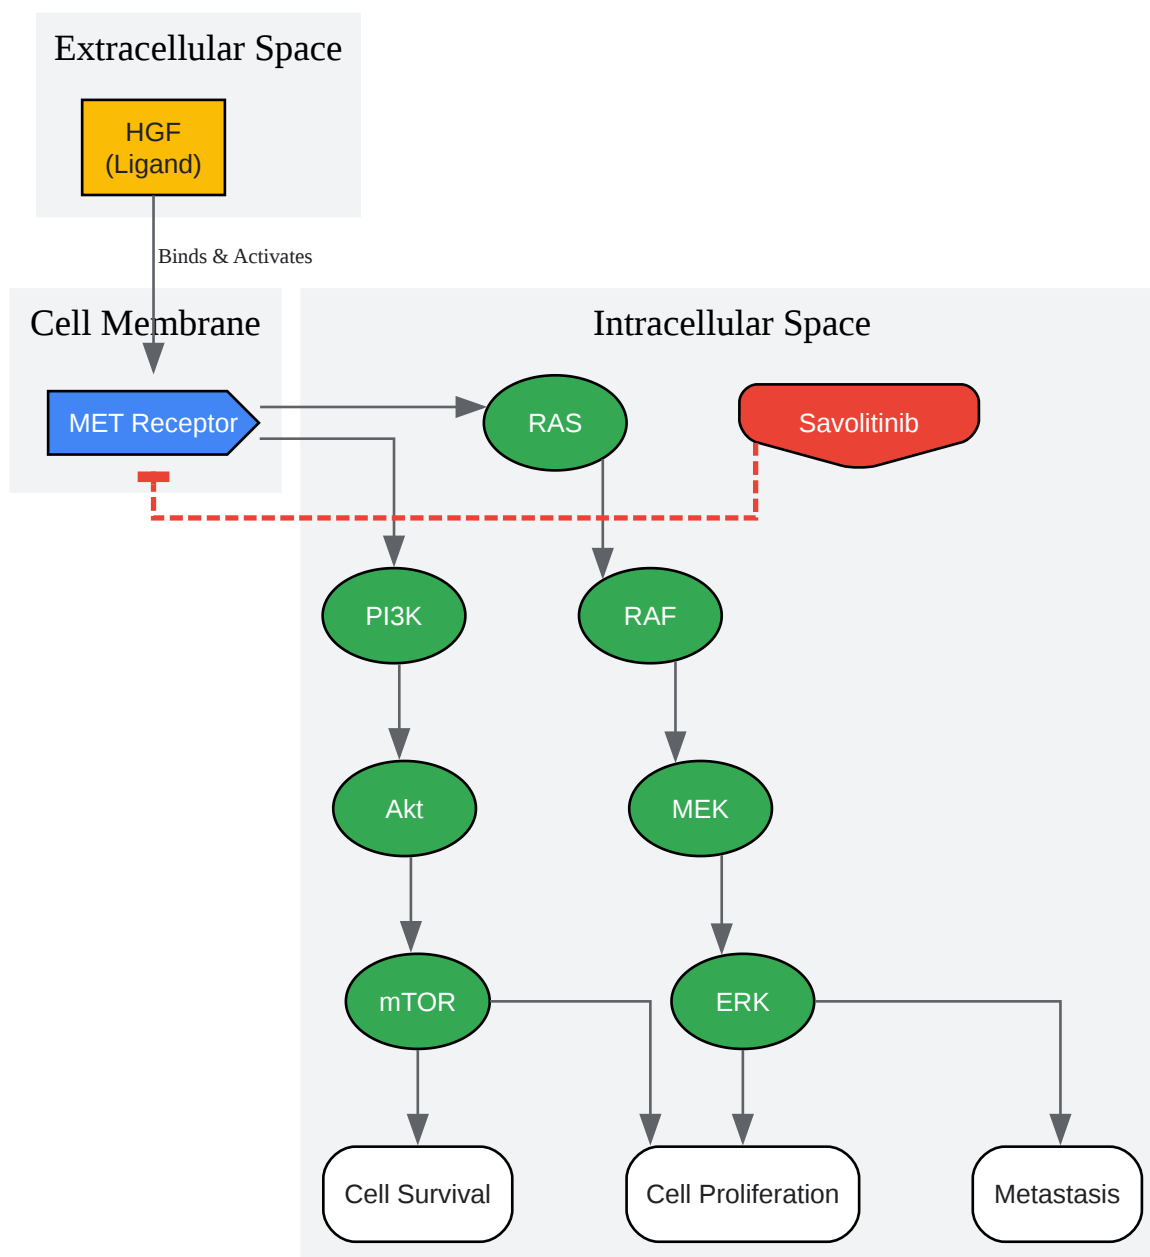 Extracellular Space
HGF
(Ligand)
Binds & Activates
Cell Membrane
Intracellular Space
MET Receptor
RAS
Savolitinib
PI3K
RAF
Akt
MEK
mTOR
ERK
Cell Survival
Cell Proliferation
Metastasis